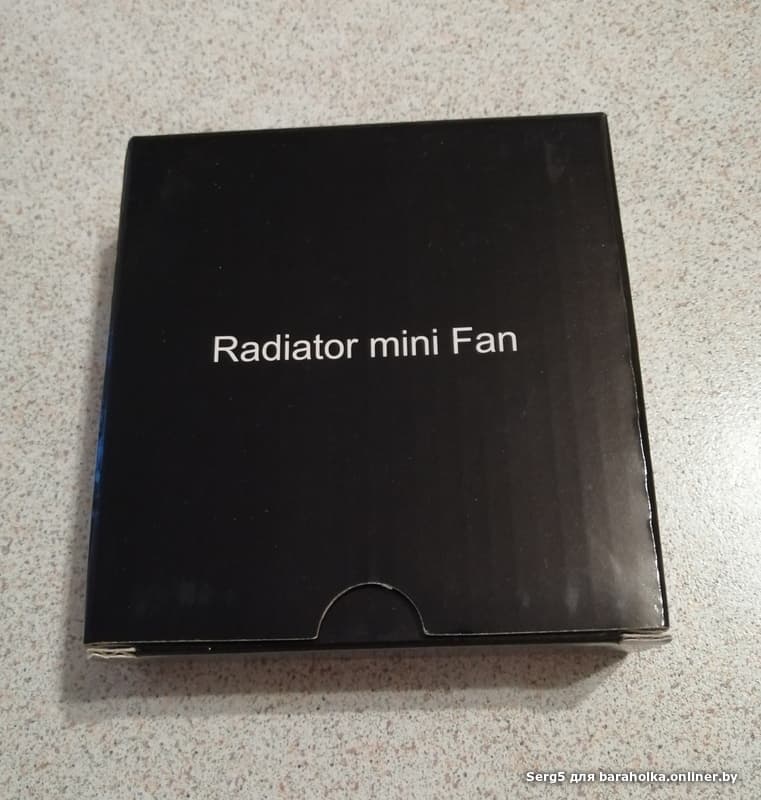 Radiator mini Fan
Serg5 для baraholka.onliner.by